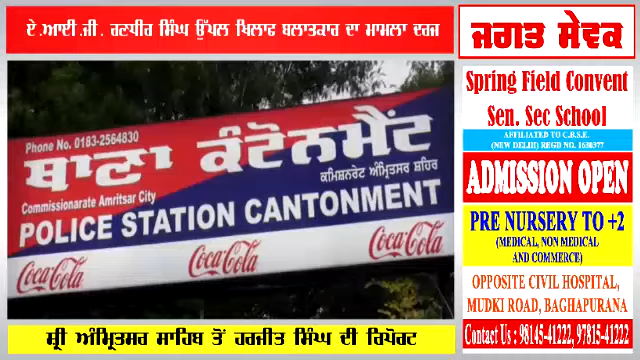 ਏ.ਆਈ.ਜੀ. ਰਣਧੀਰ ਸਿੰਘ ਉੱਪਲ ਖਿਲਾਫ ਬਲਾਤਕਾਰ ਦਾ ਮਾਮਲਾ ਦਰਜ
Phone No. 0183-2564830
ਥਾਣਾ ਕੰਟੋਨਮੈਂਟ
ਕਮਿਸ਼ਨਰੇਟ ਅੰਮ੍ਰਿਤਸਰ ਸ਼ਹਿਰ
Commissionarate Amritsar City
POLICE STATION CANTONMENT
Coca-Cola
Coca-Cola
Coca-Cola
ਸ਼੍ਰੀ ਅੰਮ੍ਰਿਤਸਰ ਸਾਹਿਬ ਤੋਂ ਹਰਜੀਤ ਸਿੰਘ ਦੀ ਰਿਪੋਰਟ
ਜਗਤ ਸੇਵਕ
Spring Field Convent
Sen. Sec School
AFFILIATED TO C.B.S.E.
(NEW DELHI) REGD NO. 1630377
ADMISSION OPEN
PRE NURSERY TO +2
(MEDICAL, NON MEDICAL
AND COMMERCE)
OPPOSITE CIVIL HOSPITAL,
MUDKI ROAD, BAGHAPURANA
Contact Us : 98145-41222, 97815-41222